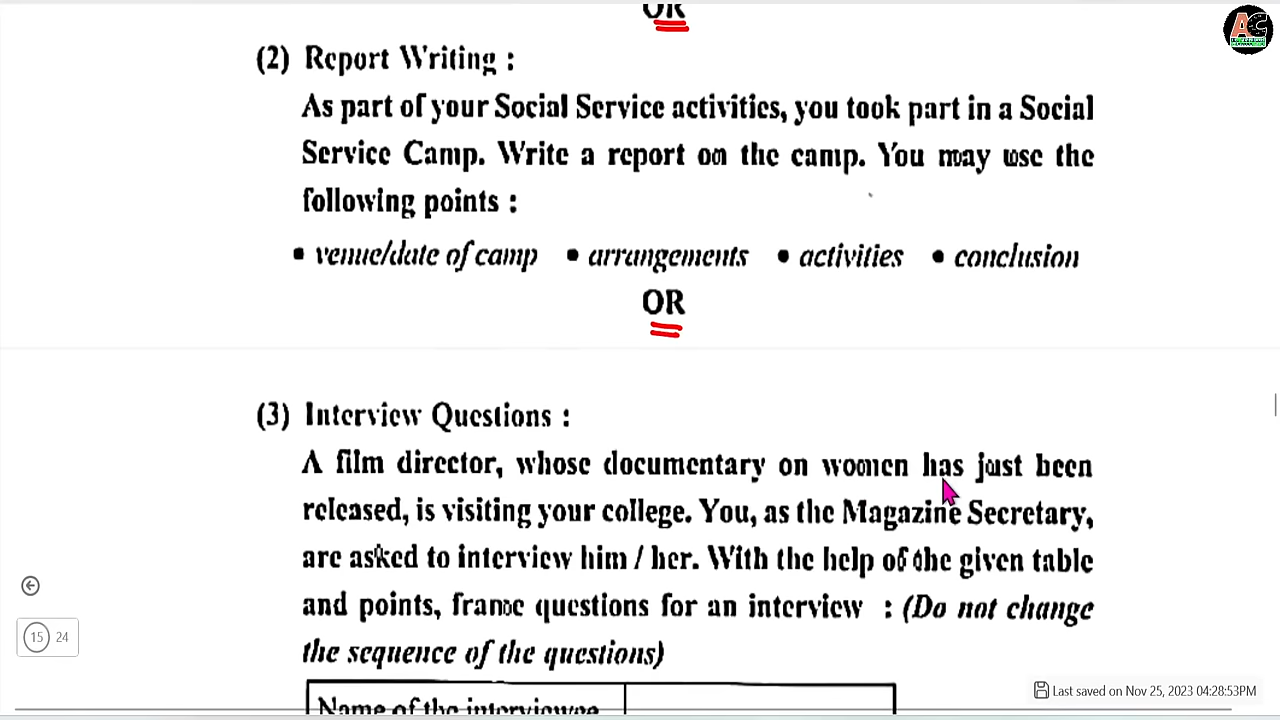 OR
(2) Report Writing :
As part of your Social Service activities, you took part in a Social
Service Camp. Write a report on the camp. You may use the
following points :
• venue/date of camp • arrangements • activities • conclusion
OR
(3) Interview Questions :
A film director, whose documentary on women has just been
released, is visiting your college. You, as the Magazine Secretary,
are asked to interview him / her. With the help of the given table
and points, frame questions for an interview : (Do not change
the sequence of the questions)
Name of the interviewee
AC
15 24
Last saved on Nov 25, 2023 04:28:53PM